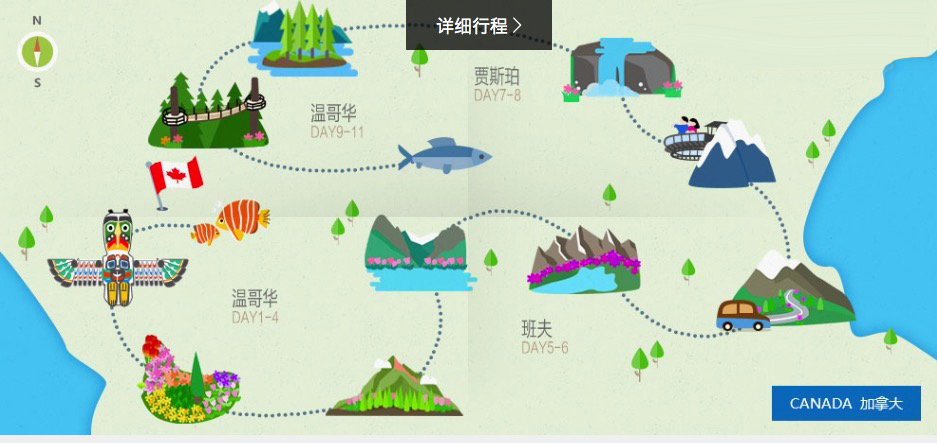 详细行程 >
N
S
贾斯珀
DAY7-8
温哥华
DAY9-11
温哥华
DAY1-4
班夫
DAY5-6
CANADA 加拿大